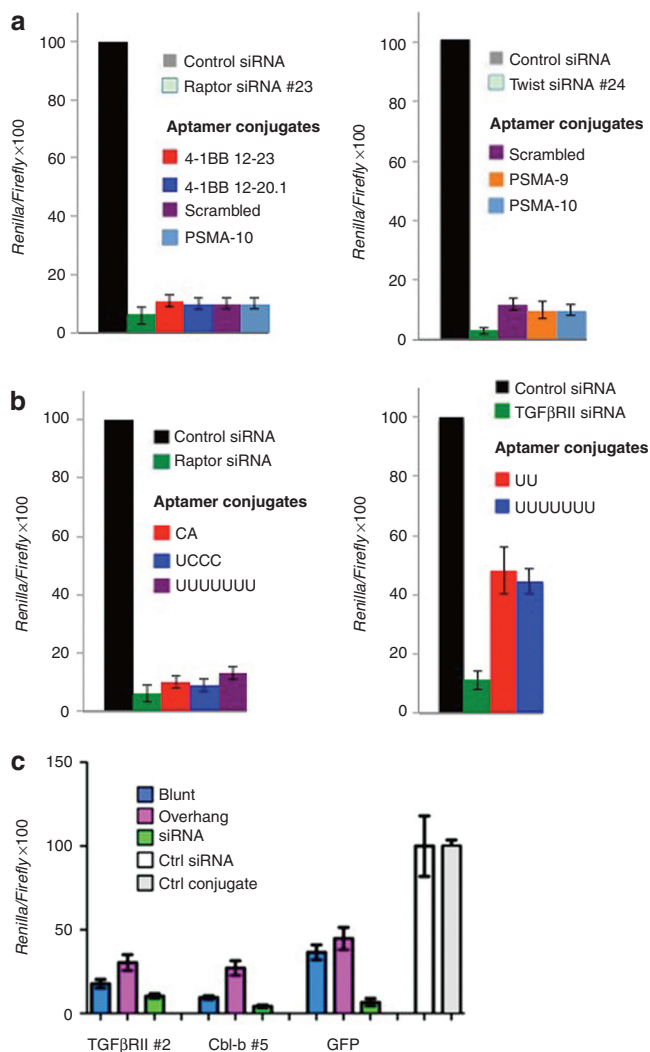 a
Renilla/Firefly ×100
100
80
60
40
20
0
Control siRNA
Raptor siRNA #23
Aptamer conjugates
4-1BB 12-23
4-1BB 12-20.1
Scrambled
PSMA-10
Renilla/Firefly ×100
100
80
60
40
20
0
Control siRNA
Twist siRNA #24
Aptamer conjugates
Scrambled
PSMA-9
PSMA-10
b
Renilla/Firefly ×100
100
80
60
40
20
0
Control siRNA
Raptor siRNA
Aptamer conjugates
CA
UCCC
UUUUUUU
Renilla/Firefly ×100
100
80
60
40
20
0
Control siRNA
TGFβRII siRNA
Aptamer conjugates
UU
UUUUUUU
c
Renilla/Firefly ×100
150
100
50
0
Blunt
Overhang
siRNA
Ctrl siRNA
Ctrl conjugate
TGFβRII #2 Cbl-b #5 GFP